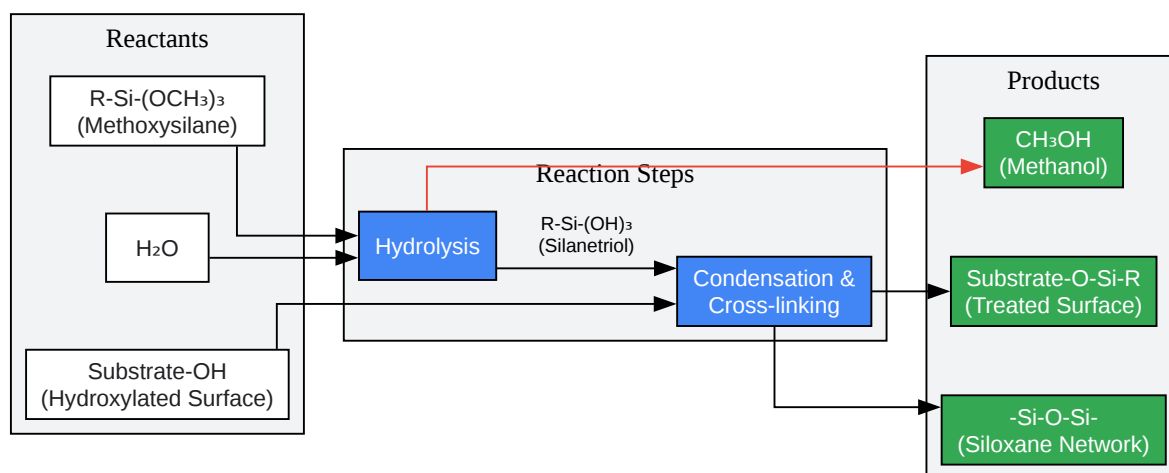 Reactants
R-Si-(OCH₃)₃
(Methoxysilane)
H₂O
Substrate-OH
(Hydroxylated Surface)
Reaction Steps
Hydrolysis
R-Si-(OH)₃
(Silanetriol)
Condensation &
Cross-linking
Products
CH₃OH
(Methanol)
Substrate-O-Si-R
(Treated Surface)
-Si-O-Si-
(Siloxane Network)